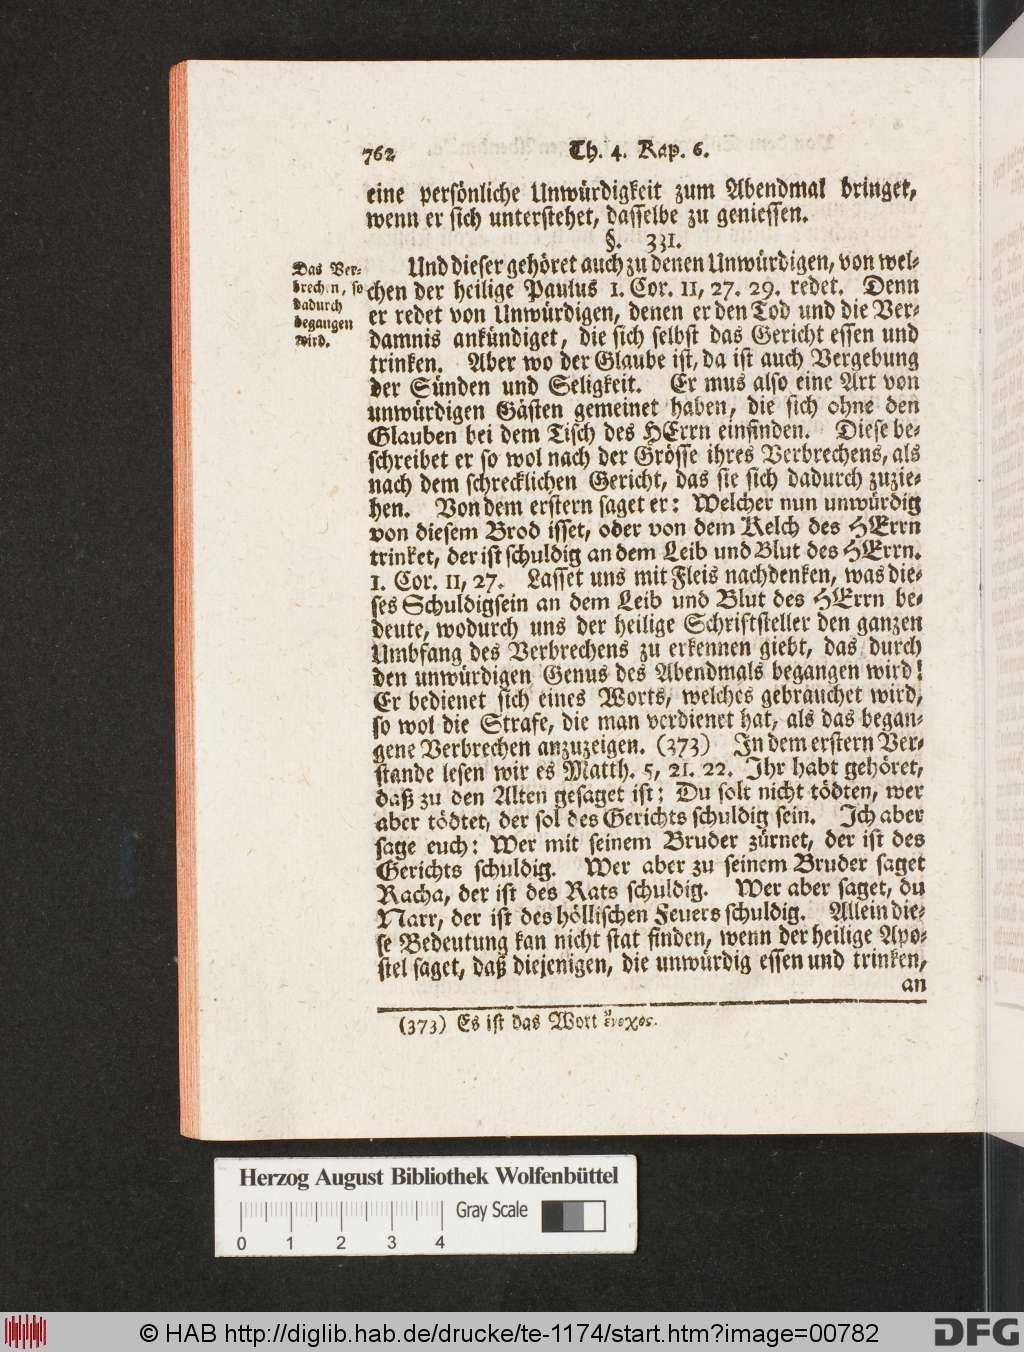 762 Th. 4. Kap. 6.
eine persönliche Unwürdigkeit zum Abendmal bringet,
wenn er sich unterstehet, dasselbe zu geniessen.
§. 331.
Das Ver-
brechen, so
dadurch
begangen
wird.
Und dieser gehöret auch zu denen Unwürdigen, von wel-
chen der heilige Paulus 1. Cor. 11, 27. 29. redet. Denn
er redet von Unwürdigen, denen er den Tod und die Ver-
damnis ankündiget, die sich selbst das Gericht essen und
trinken. Aber wo der Glaube ist, da ist auch Vergebung
der Sünden und Seligkeit. Er mus also eine Art von
unwürdigen Gästen gemeinet haben, die sich ohne den
Glauben bei dem Tisch des HErrn einfinden. Diese be-
schreibet er so wol nach der Grösse ihres Verbrechens, als
nach dem schrecklichen Gericht, das sie sich dadurch zuzie-
hen. Von dem erstern saget er: Welcher nun unwürdig
von diesem Brod isset, oder von dem Kelch des HErrn
trinket, der ist schuldig an dem Leib und Blut des HErrn.
1. Cor. 11, 27. Lasset uns mit Fleis nachdenken, was die-
ses Schuldigsein an dem Leib und Blut des HErrn be-
deute, wodurch uns der heilige Schriftsteller den ganzen
Umbfang des Verbrechens zu erkennen giebt, das durch
den unwürdigen Genus des Abendmals begangen wird!
Er bedienet sich eines Worts, welches gebrauchet wird,
so wol die Strafe, die man verdienet hat, als das began-
gene Verbrechen anzuzeigen. (373) In dem erstern Ver-
stande lesen wir es Matth. 5, 21. 22. Ihr habt gehöret,
daß zu den Alten gesaget ist: Du solt nicht tödten, wer
aber tödtet, der sol des Gerichts schuldig sein. Ich aber
sage euch: Wer mit seinem Bruder zürnet, der ist des
Gerichts schuldig. Wer aber zu seinem Bruder saget
Racha, der ist des Rats schuldig. Wer aber saget, du
Narr, der ist des höllischen Feuers schuldig. Allein die-
se Bedeutung kan nicht stat finden, wenn der heilige Apo-
stel saget, daß diejenigen, die unwürdig essen und trinken,
an
(373) Es ist das Wort ἔνοχος.
Herzog August Bibliothek Wolfenbüttel
Gray Scale
0 1 2 3 4
© HAB http://diglib.hab.de/drucke/te-1174/start.htm?image=00782
DFG